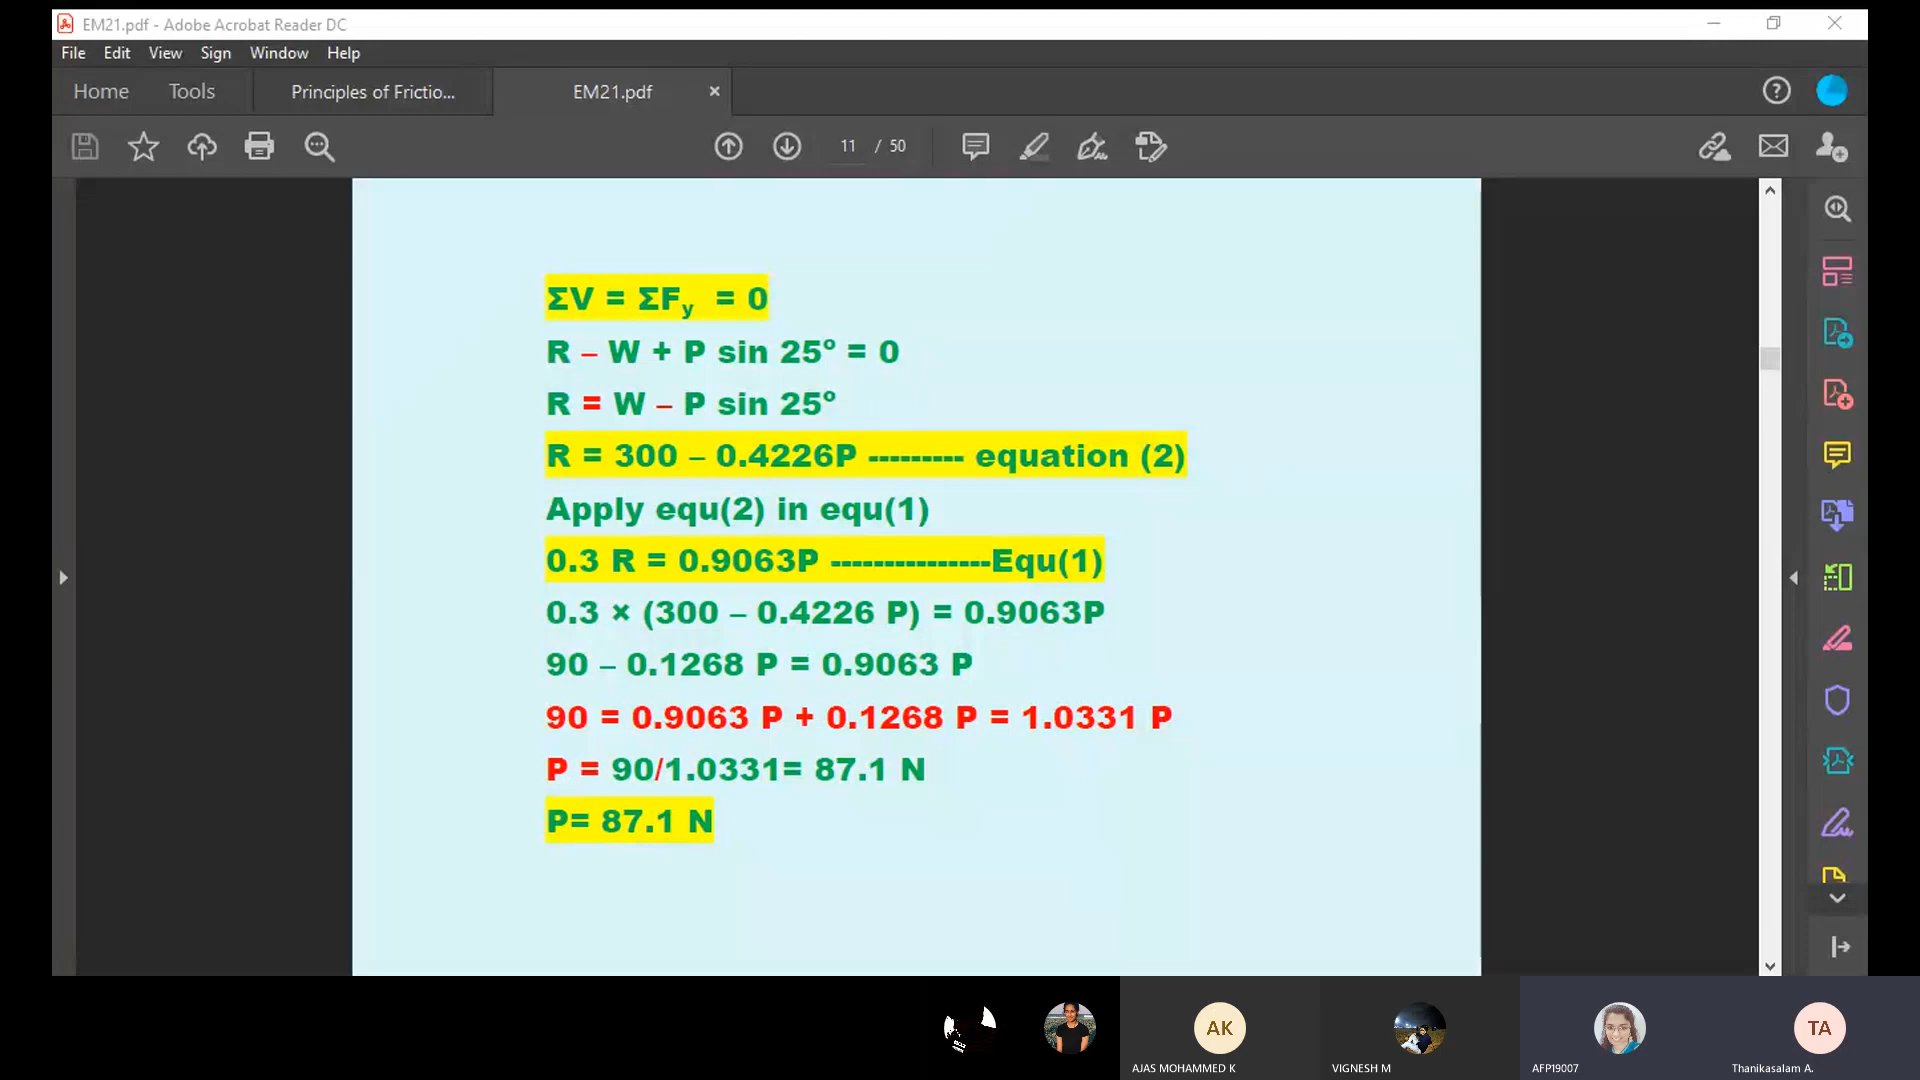 EM21.pdf - Adobe Acrobat Reader DC
File Edit View Sign Window Help
Home Tools Principles of Frictio... EM21.pdf ×
11 / 50
ΣV = ΣFy = 0
R – W + P sin 25º = 0
R = W – P sin 25º
R = 300 – 0.4226P --------- equation (2)
Apply equ(2) in equ(1)
0.3 R = 0.9063P ---------------Equ(1)
0.3 × (300 – 0.4226 P) = 0.9063P
90 – 0.1268 P = 0.9063 P
90 = 0.9063 P + 0.1268 P = 1.0331 P
P = 90/1.0331= 87.1 N
P= 87.1 N
AK TA
AJAS MOHAMMED K VIGNESH M AFP19007 Thanikasalam A.